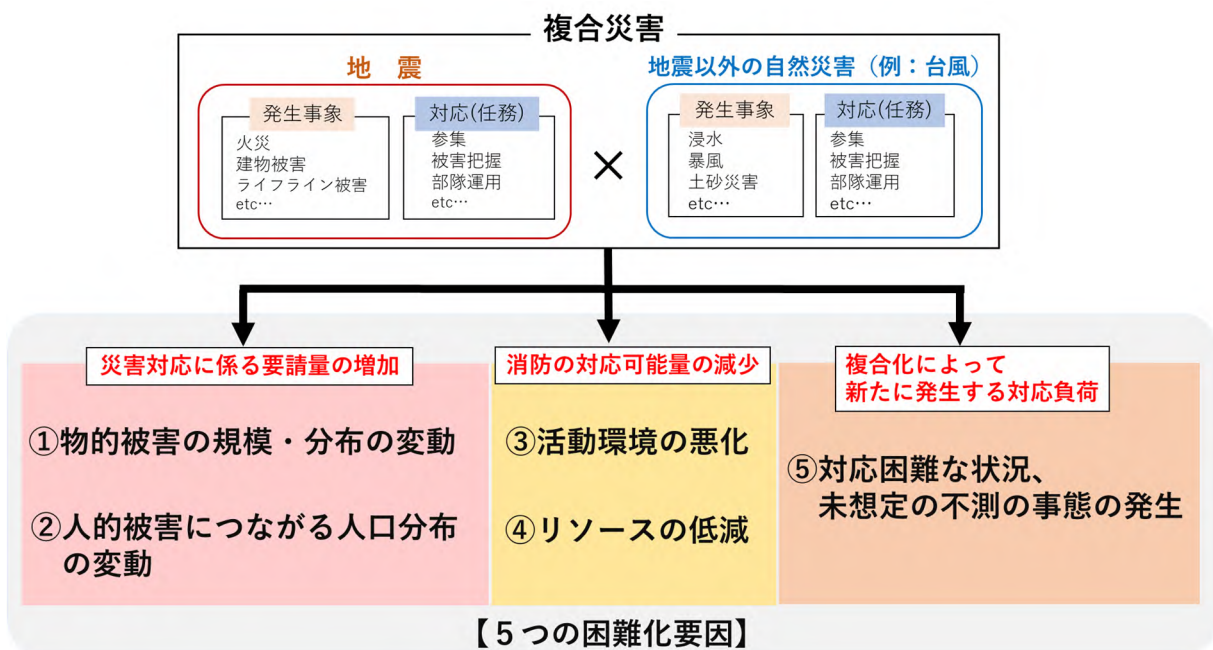 複合災害
地　震
発生事象
火災
建物被害
ライフライン被害
etc…
対応(任務)
参集
被害把握
部隊運用
etc…
×
地震以外の自然災害（例：台風）
発生事象
浸水
暴風
土砂災害
etc…
対応(任務)
参集
被害把握
部隊運用
etc…
災害対応に係る要請量の増加
①物的被害の規模・分布の変動
②人的被害につながる人口分布
の変動
消防の対応可能量の減少
③活動環境の悪化
④リソースの低減
複合化によって
新たに発生する対応負荷
⑤対応困難な状況、
未想定の不測の事態の発生
【５つの困難化要因】